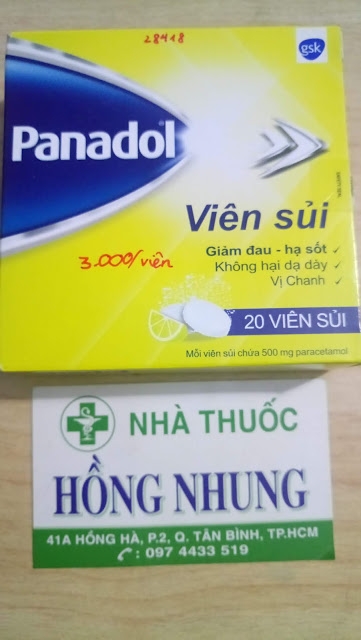 28418
gsk
Panadol
Viên sủi
Giảm đau - hạ sốt ✓
Không hại dạ dày ✓
Vị Chanh ✓
3.000/viên
20 VIÊN SỦI
Mỗi viên sủi chứa 500 mg paracetamol
NHÀ THUỐC
HỒNG NHUNG
41A HỒNG HÀ, P.2, Q. TÂN BÌNH, TP.HCM
: 097 4433 519